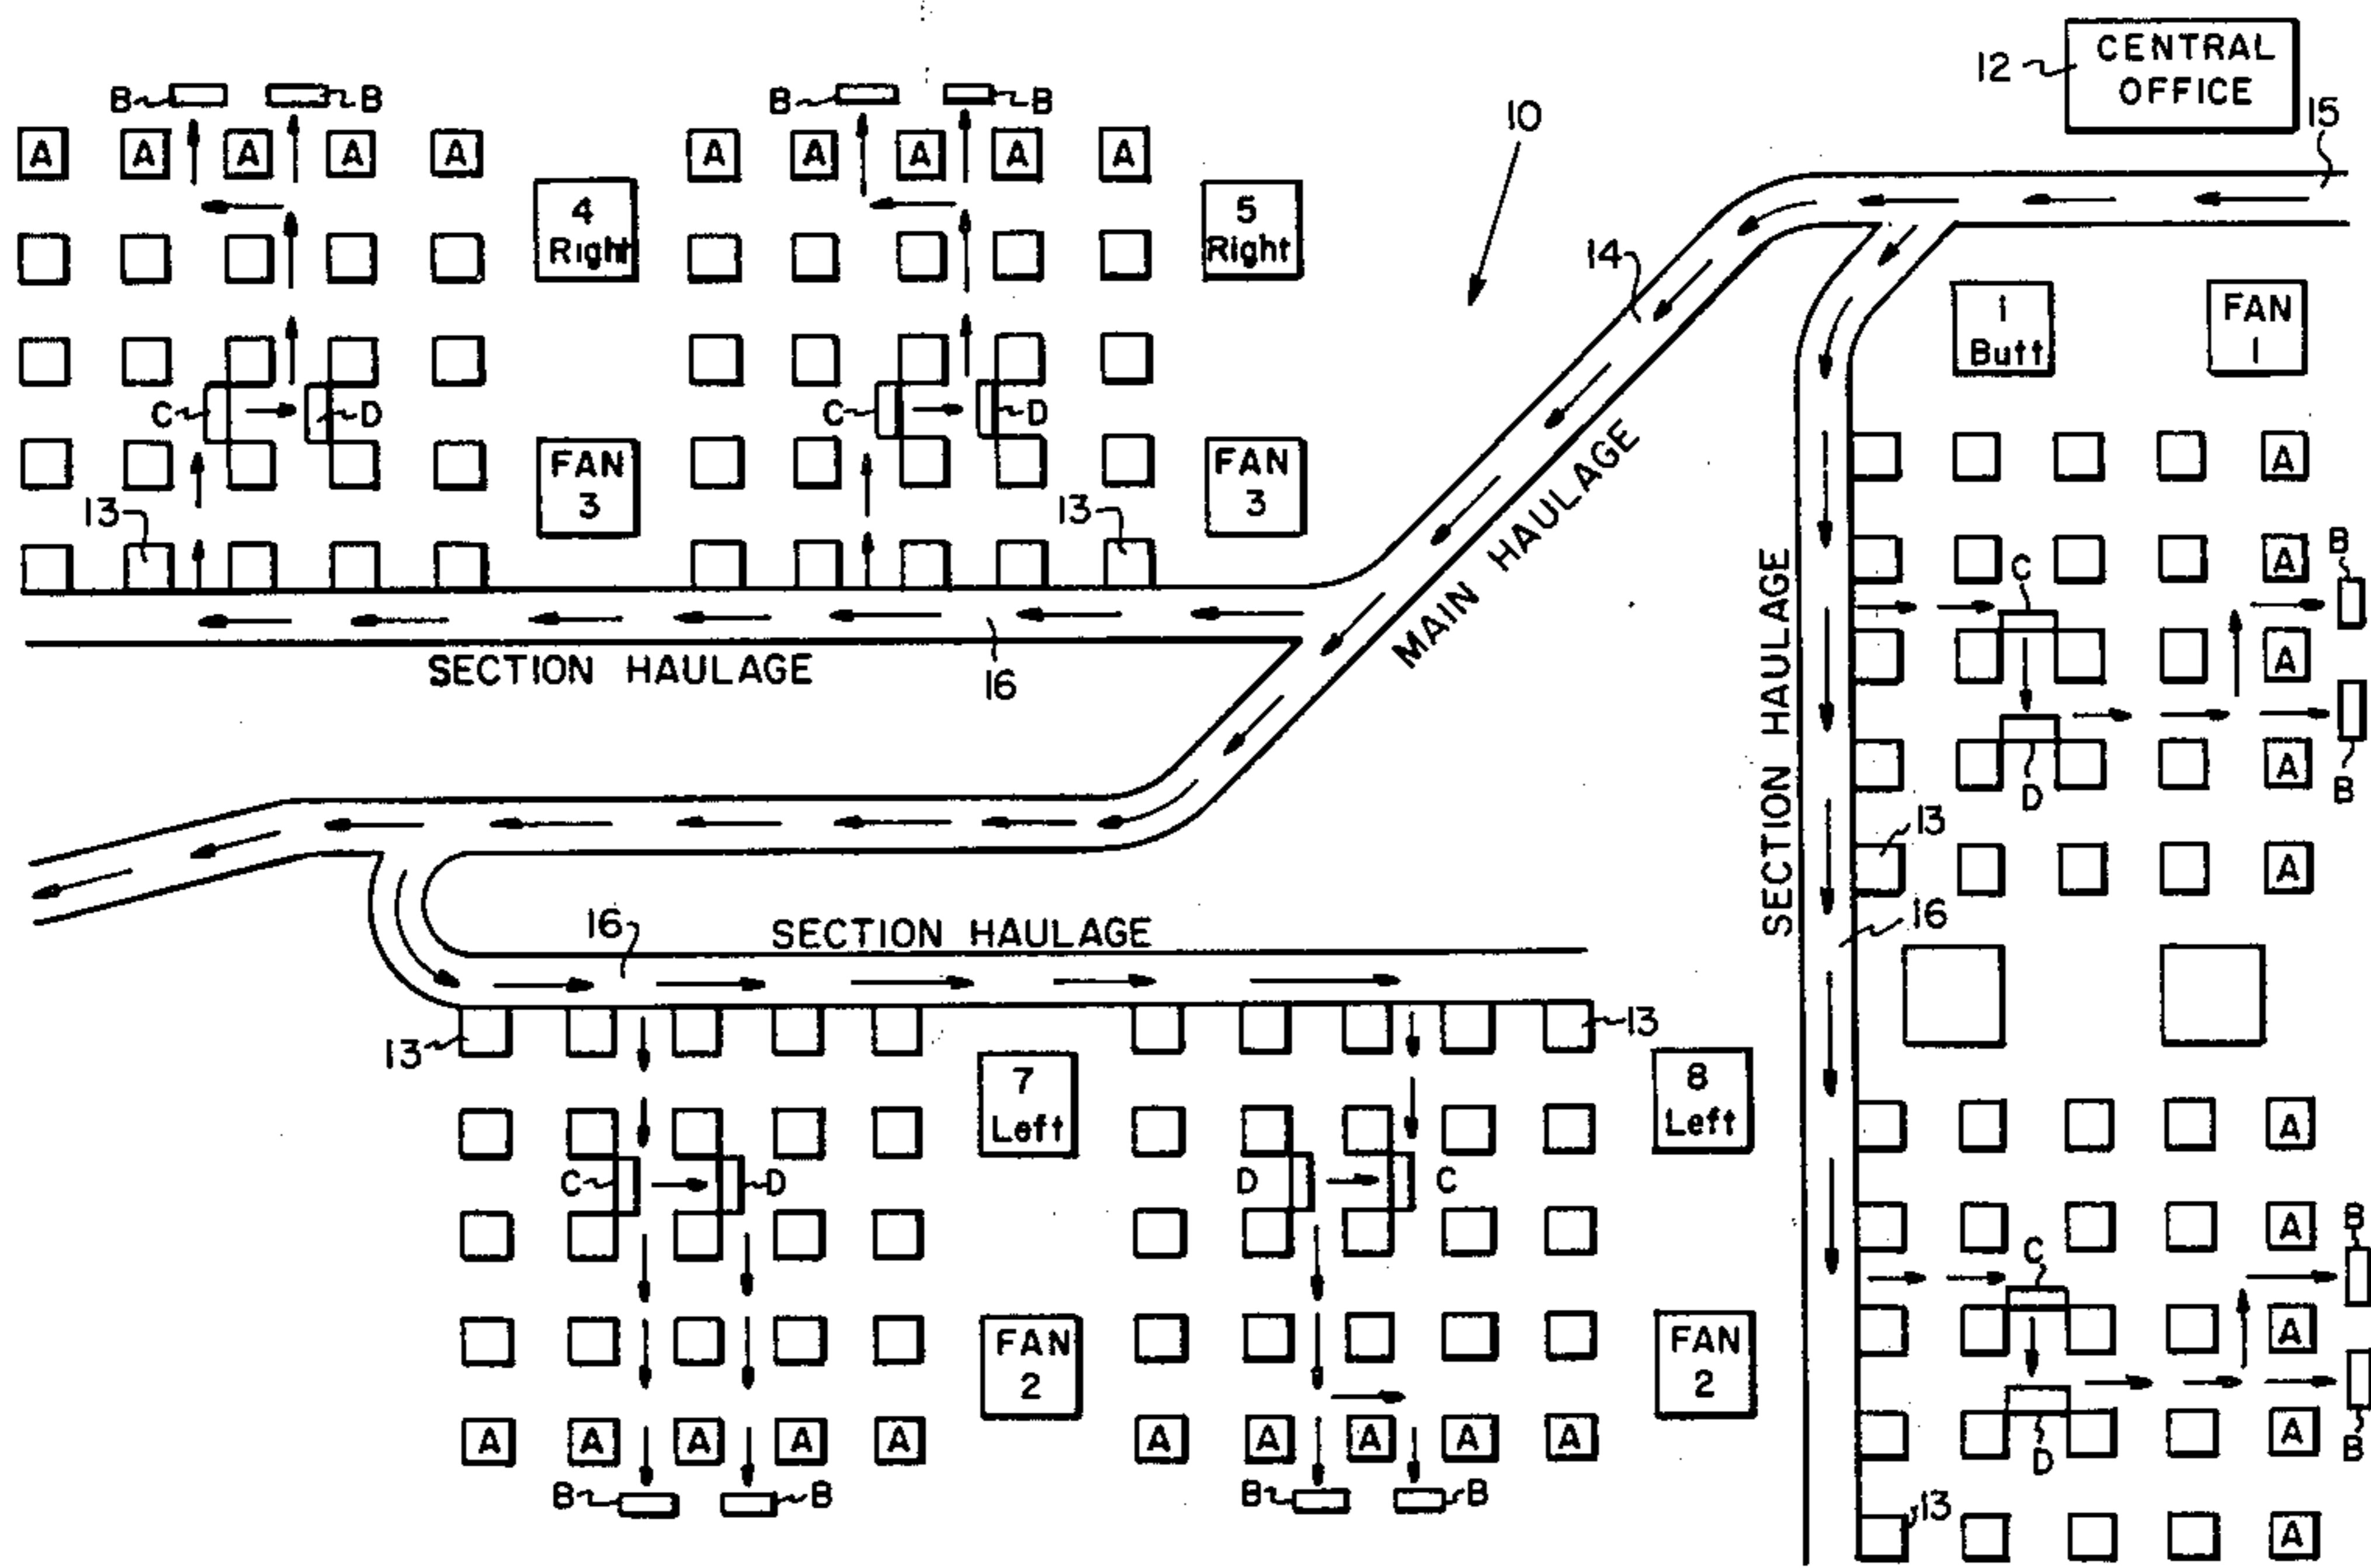 CENTRAL
OFFICE
12
15
10
14
B B B B
A A A A A A A A A A
4
Right
5
Right
1
Butt
FAN
1
C D C D
FAN
3
FAN
3
13 13
MAIN HAULAGE
SECTION HAULAGE
16
SECTION HAULAGE
A
A
B
C
A
A
B
D
13
A
16
SECTION HAULAGE
16
13
13
7
Left
8
Left
C D D C
FAN
2
FAN
2
A A A A A A A A A A
B B B B
A
A
B
C
A
A
B
D
13
A